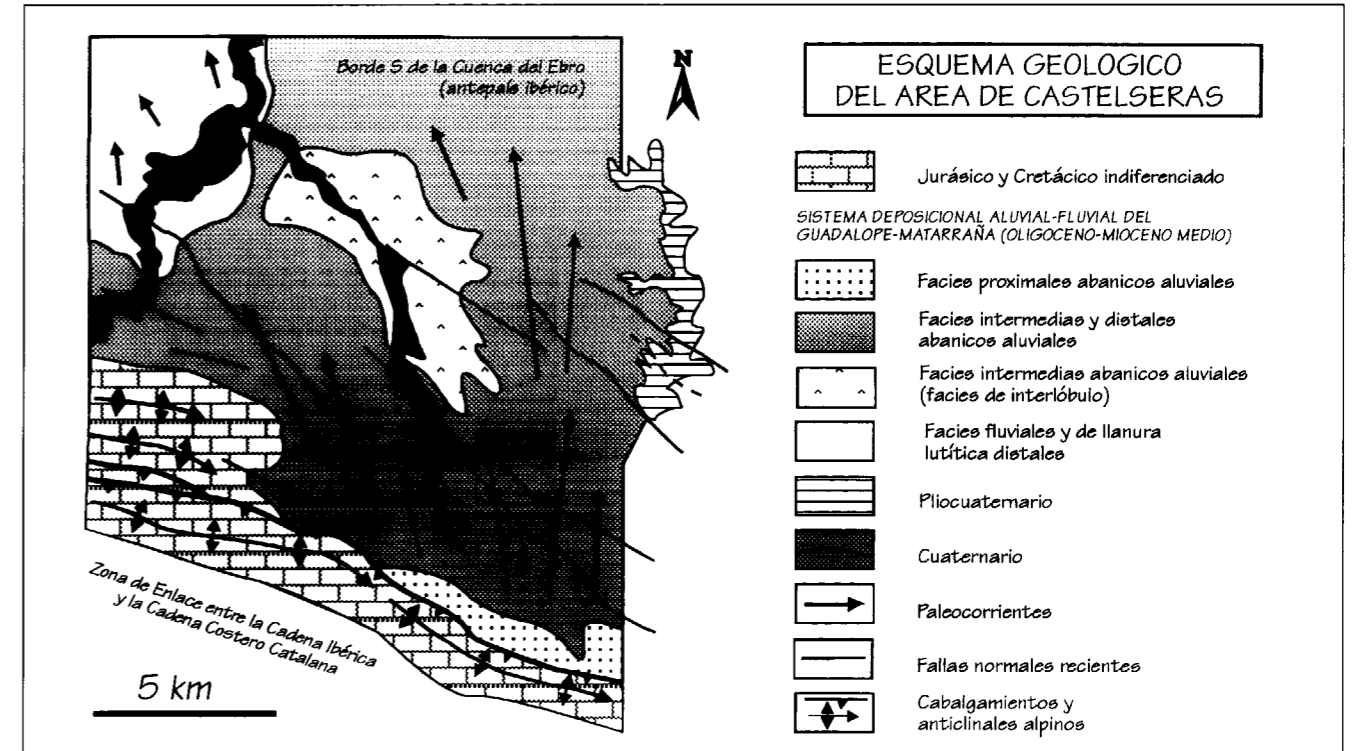 Borde S de la Cuenca del Ebro
(antepaís ibérico)
N
Zona de Enlace entre la Cadena Ibérica
y la Cadena Costero Catalana
5 km
ESQUEMA GEOLOGICO
DEL AREA DE CASTELSERAS
Jurásico y Cretácico indiferenciado
SISTEMA DEPOSICIONAL ALUVIAL-FLUVIAL DEL
GUADALOPE-MATARRAÑA (OLIGOCENO-MIOCENO MEDIO)
Facies proximales abanicos aluviales
Facies intermedias y distales
abanicos aluviales
Facies intermedias abanicos aluviales
(facies de interlóbulo)
Facies fluviales y de llanura
lutítica distales
Pliocuaternario
Cuaternario
Paleocorrientes
Fallas normales recientes
Cabalgamientos y
anticlinales alpinos